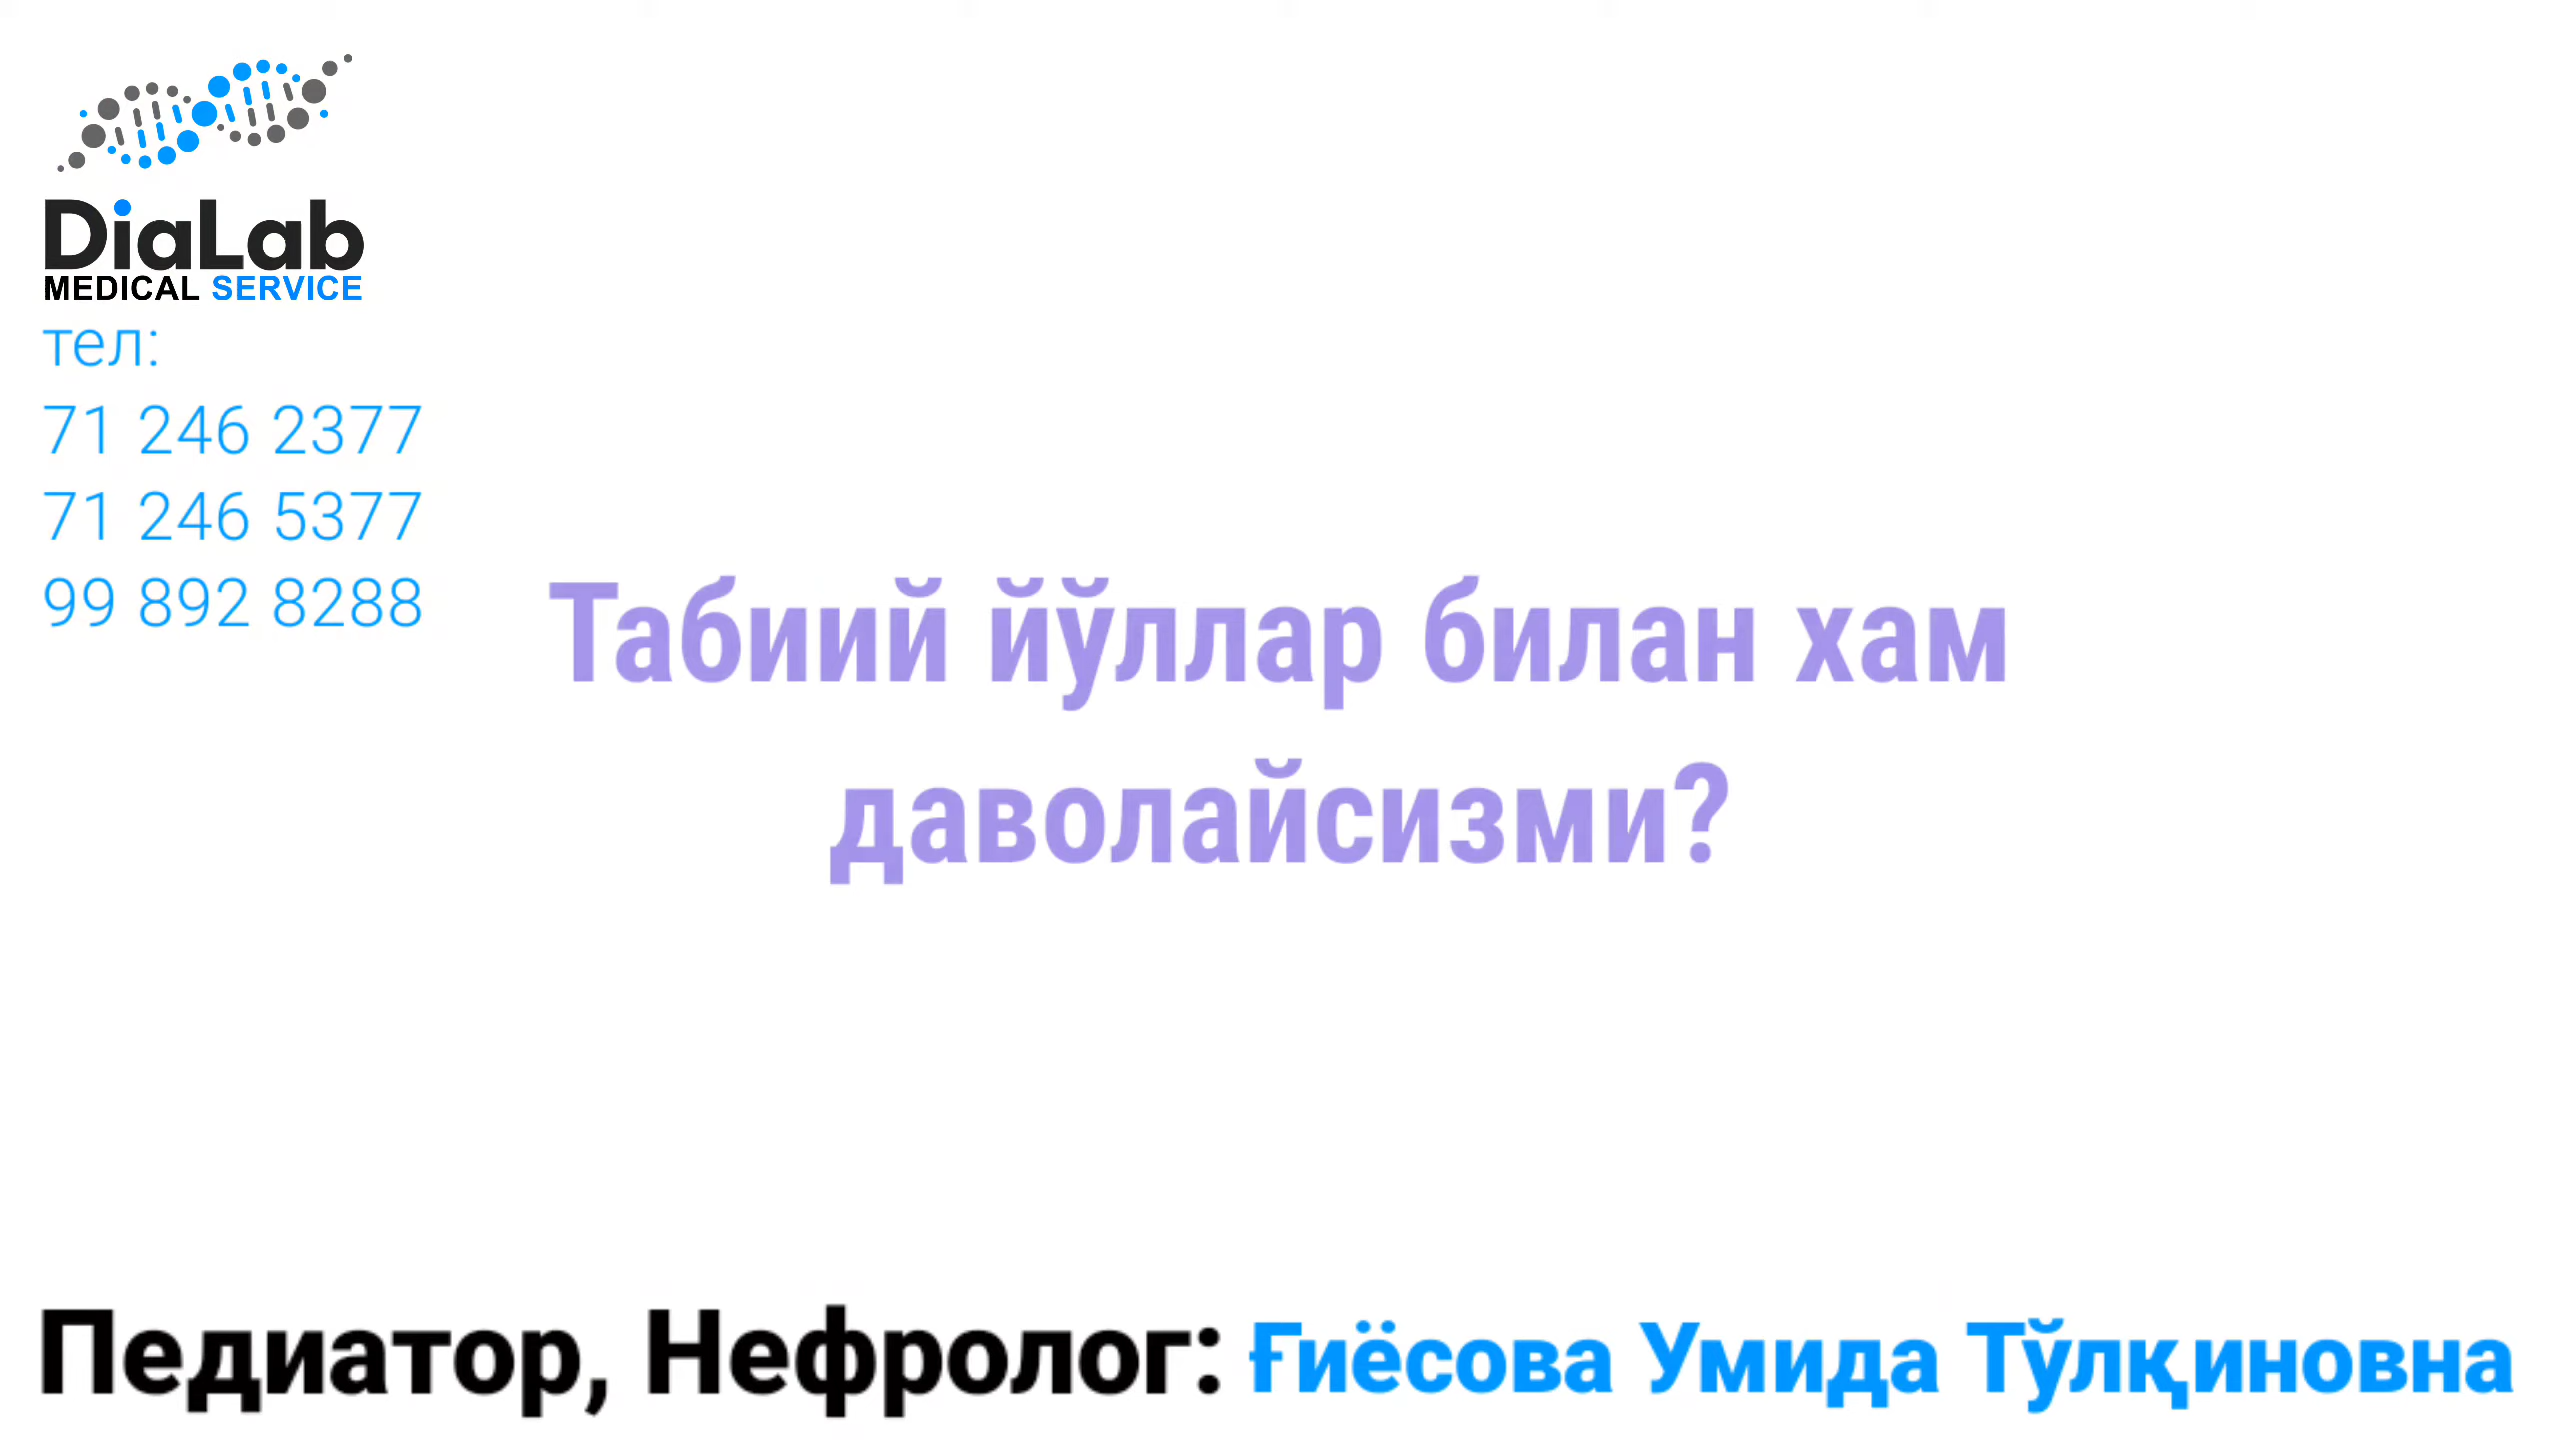 DiaLab
MEDICAL SERVICE
тел:
71 246 2377
71 246 5377
99 892 8288
Табиий йўллар билан хам
даволайсизми?
Педиатор, Нефролог: Ғиёсова Умида Тўлқиновна